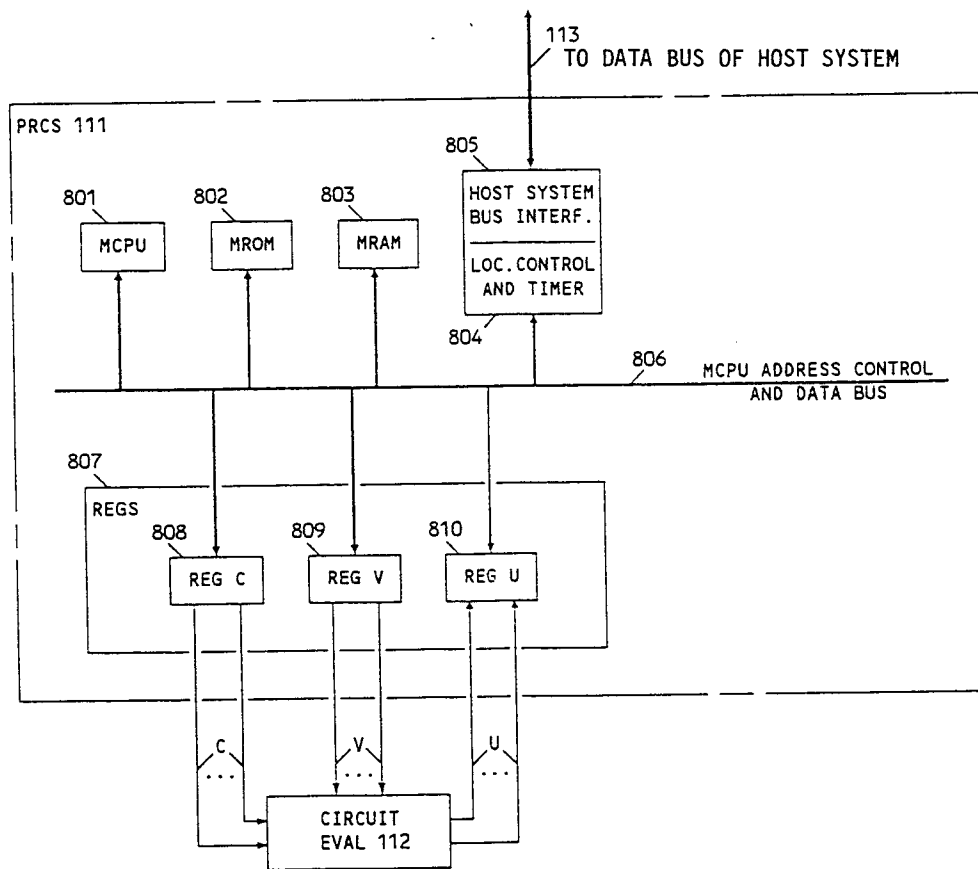 113
TO DATA BUS OF HOST SYSTEM
PRCS 111
805
801
802
803
HOST SYSTEM
BUS INTERF.
MCPU
MROM
MRAM
LOC.CONTROL
AND TIMER
804
806
MCPU ADDRESS CONTROL
AND DATA BUS
807
REGS
808
809
810
REG C
REG V
REG U
C
V
U
...
...
...
CIRCUIT
EVAL 112